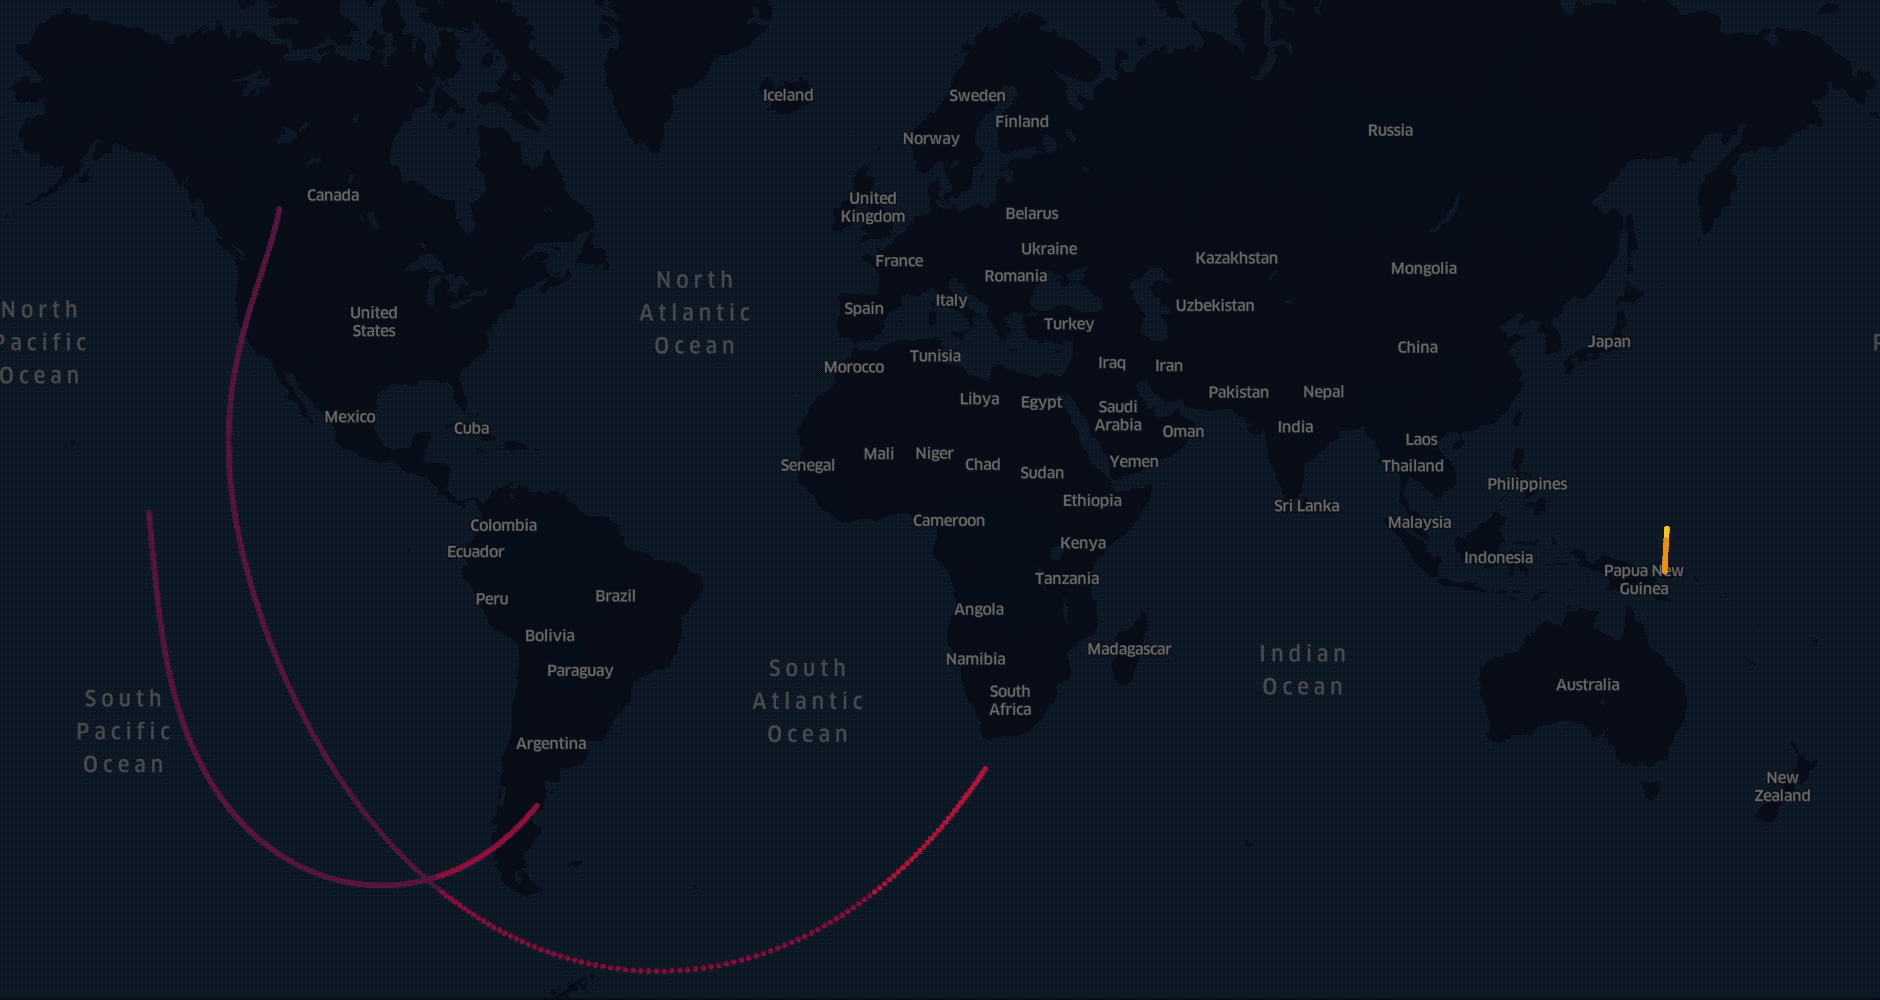 Iceland
Sweden
Finland
Norway
Russia
Canada
United
Kingdom
Belarus
Ukraine
France
Kazakhstan
Mongolia
Romania
North
Atlantic
Ocean
North
Pacific
Ocean
Spain
Italy
Uzbekistan
United
States
Turkey
Japan
China
Tunisia
Morocco
Iraq
Iran
Pakistan
Nepal
Libya
Egypt
Saudi
Arabia
Mexico
Cuba
India
Oman
Laos
Mali
Niger
Chad
Senegal
Sudan
Yemen
Thailand
Philippines
Ethiopia
Sri Lanka
Colombia
Cameroon
Malaysia
Ecuador
Kenya
Indonesia
Papua New
Guinea
Tanzania
Peru
Brazil
Angola
Bolivia
Madagascar
Namibia
Indian
Ocean
Paraguay
South
Atlantic
Ocean
South
Africa
Australia
South
Pacific
Ocean
Argentina
New
Zealand